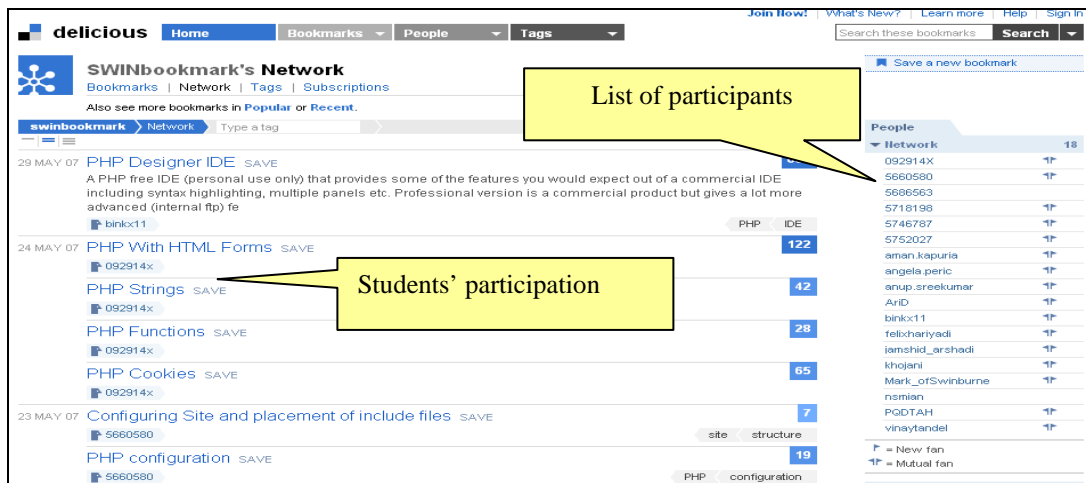 Join Now! | What's New? | Learn more | Help | Sign In
delicious Home Bookmarks People Tags Search these bookmarks Search
SWINbookmark's Network
Bookmarks | Network | Tags | Subscriptions
Also see more bookmarks in Popular or Recent.
swinbookmark Network Type a tag
29 MAY 07 PHP Designer IDE SAVE
A PHP free IDE (personal use only) that provides some of the features you would expect out of a commercial IDE
including syntax highlighting, multiple panels etc. Professional version is a commercial product but gives a lot more
advanced (internal ftp) fe
binkx11 PHP IDE
24 MAY 07 PHP With HTML Forms SAVE 122
092914x
PHP Strings SAVE 42
092914x
PHP Functions SAVE 28
092914x
PHP Cookies SAVE 65
092914x
23 MAY 07 Configuring Site and placement of include files SAVE 7
5660580 site structure
PHP configuration SAVE 19
5660580 PHP configuration
List of participants
Students' participation
Save a new bookmark
People
Network 18
092914X
5660580
5686563
5718198
5746787
5752027
aman.kapuria
angela.peric
anup.sreekumar
AriD
binkx11
felixhariyadi
jamshid_arshadi
khojani
Mark_ofSwinburne
nsmian
PQDTAH
vinaytandel
= New fan
= Mutual fan